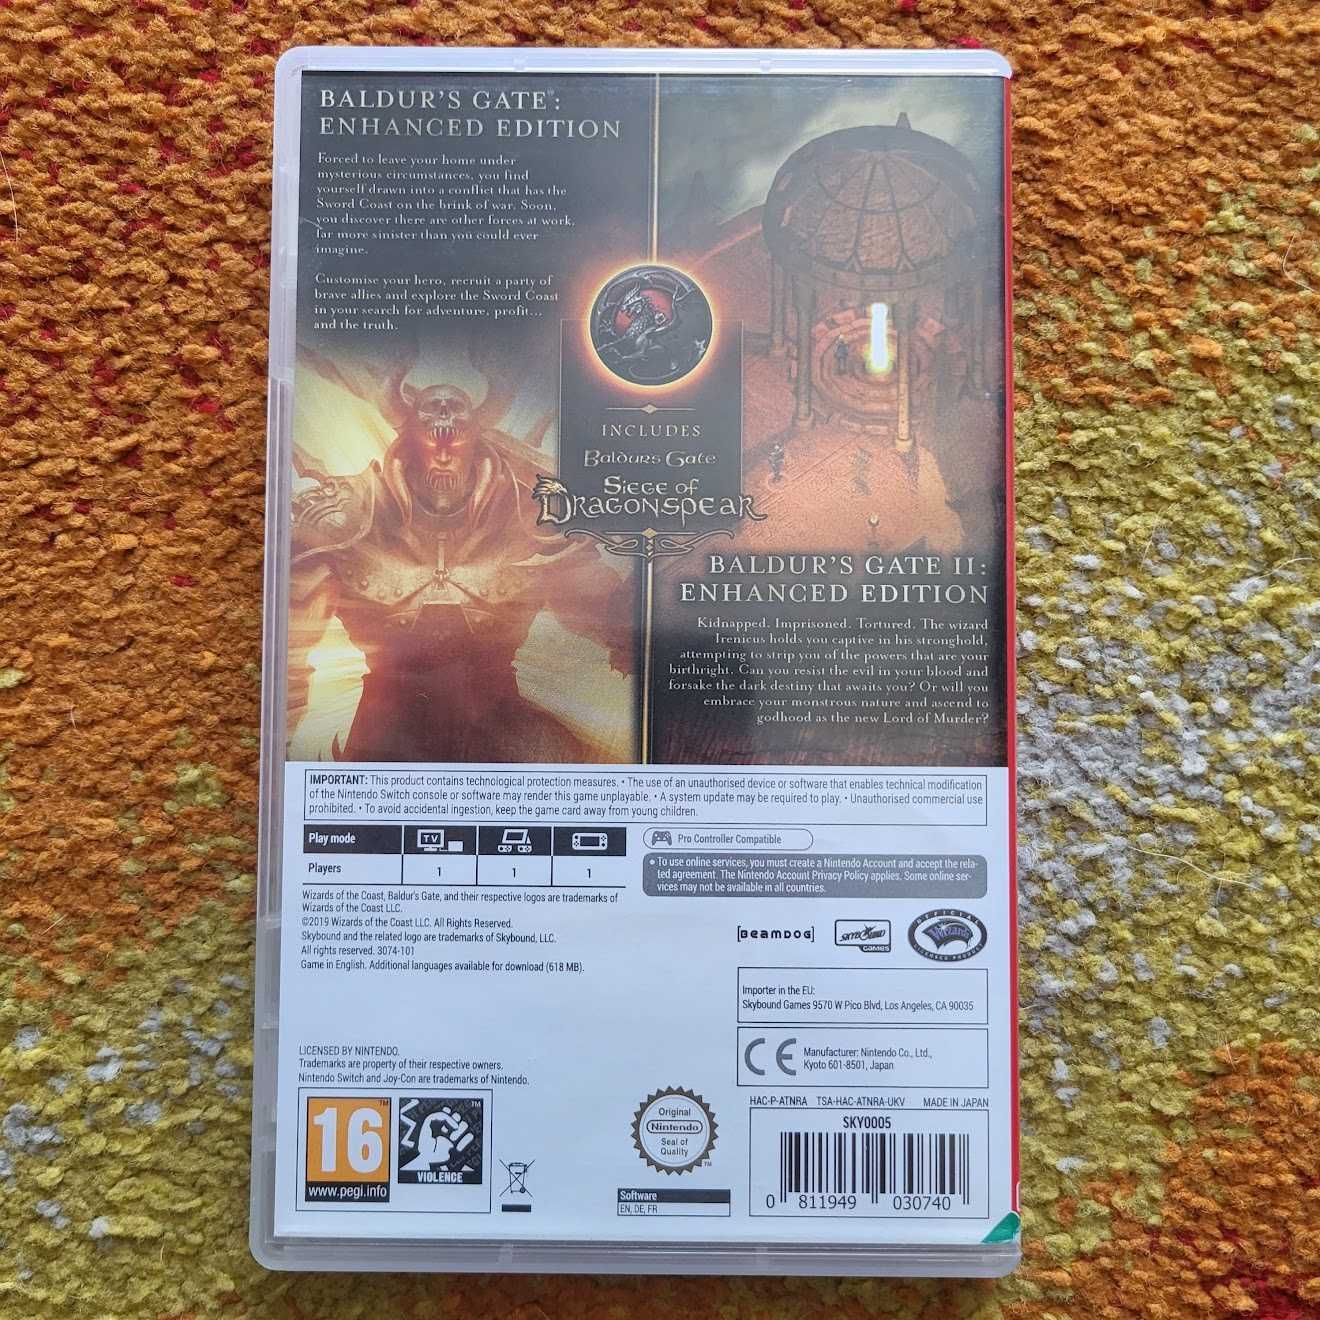 BALDUR'S GATE™:
ENHANCED EDITION
Forced to leave your home under
mysterious circumstances, you find
yourself drawn into a conflict that has the
Sword Coast on the brink of war. Soon,
you discover there are other forces at work,
far more sinister than you could ever
imagine.
Customise your hero, recruit a party of
brave allies and explore the Sword Coast
in your search for adventure, profit...
and the truth.
INCLUDES
Baldurs Gate
Siege of
Dragonspear
BALDUR'S GATE II:
ENHANCED EDITION
Kidnapped. Imprisoned. Tortured. The wizard
Irenicus holds you captive in his stronghold,
attempting to strip you of the powers that are your
birthright. Can you resist the evil in your blood and
forsake the dark destiny that awaits you? Or will you
embrace your monstrous nature and ascend to
godhood as the new Lord of Murder?
IMPORTANT: This product contains technological protection measures. • The use of an unauthorised device or software that enables technical modification
of the Nintendo Switch console or software may render this game unplayable. • A system update may be required to play. • Unauthorised commercial use
prohibited. • To avoid accidental ingestion, keep the game card away from young children.
Play mode TV
Players 1 1 1
Pro Controller Compatible
• To use online services, you must create a Nintendo Account and accept the rela-
ted agreement. The Nintendo Account Privacy Policy applies. Some online ser-
vices may not be available in all countries.
Wizards of the Coast, Baldur's Gate, and their respective logos are trademarks of
Wizards of the Coast LLC.
©2019 Wizards of the Coast LLC. All Rights Reserved.
Skybound and the related logo are trademarks of Skybound, LLC.
All rights reserved. 3074-101
Game in English. Additional languages available for download (618 MB).
[BEAMDOG]
SKYBOUND
GAMES
OFFICIAL
Wizards
LICENSED PRODUCT
Importer in the EU:
Skybound Games 9570 W Pico Blvd, Los Angeles, CA 90035
CE Manufacturer: Nintendo Co., Ltd.,
Kyoto 601-8501, Japan
LICENSED BY NINTENDO.
Trademarks are property of their respective owners.
Nintendo Switch and Joy-Con are trademarks of Nintendo.
16 ™
www.pegi.info
™
VIOLENCE
Original
Nintendo
Seal of
Quality
™
Software
EN, DE, FR
HAC-P-ATNRA TSA-HAC-ATNRA-UKV MADE IN JAPAN
SKY0005
0 811949 030740